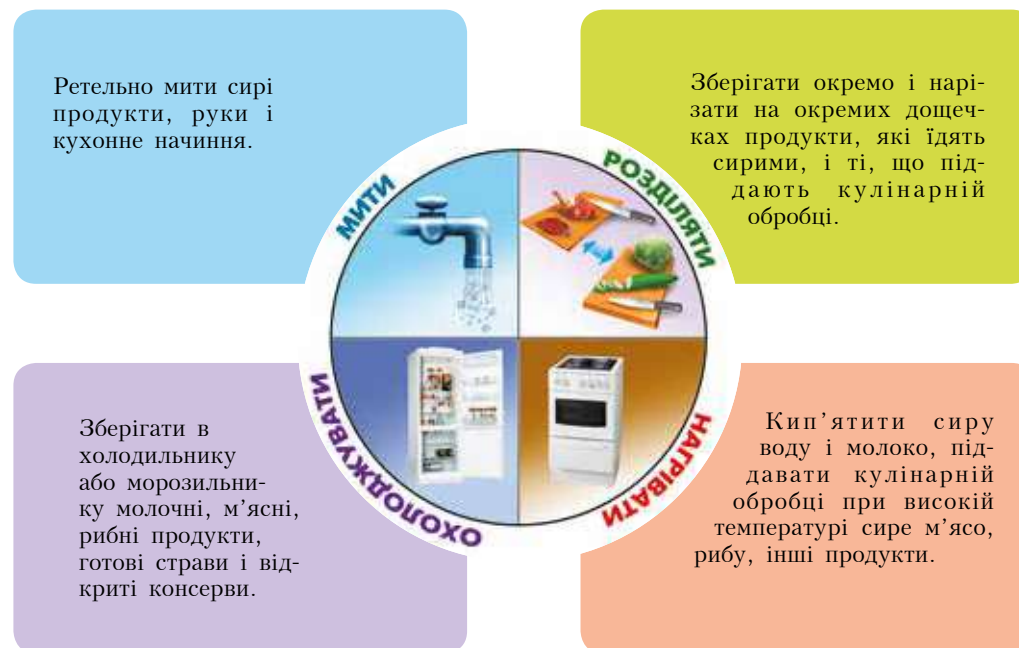 Ретельно мити сирі
продукти, руки і
кухонне начиння.
Зберігати окремо і нарі-
зати на окремих дощеч-
ках продукти, які їдять
сирими, і ті, що під-
дають кулінарній
обробці.
МИТИ
РОЗДІЛЯТИ
ОХОЛОДЖУВАТИ
НАГРІВАТИ
Зберігати в
холодильнику
або морозильни-
ку молочні, м’ясні,
рибні продукти,
готові страви і від-
криті консерви.
Кип’ятити сиру
воду і молоко, під-
давати кулінарній
обробці при високій
температурі сире м’ясо,
рибу, інші продукти.